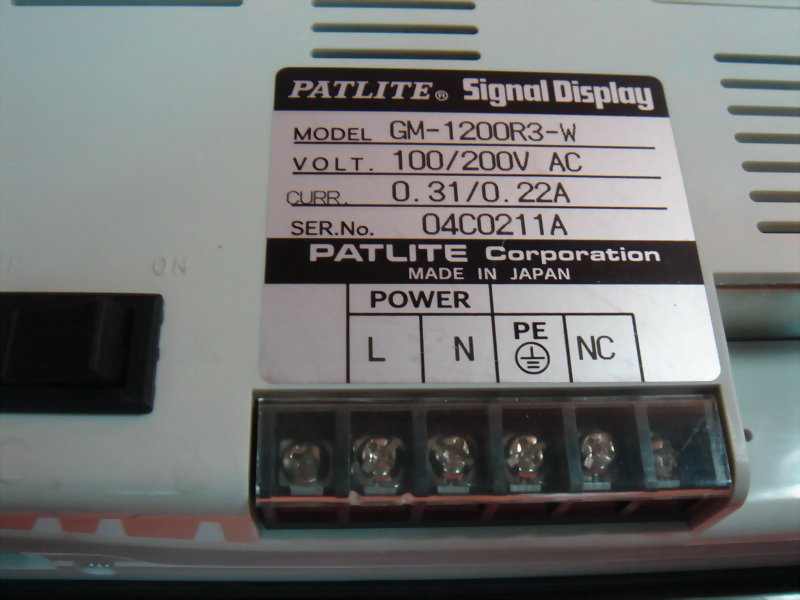 PATLITE® Signal Display
MODEL GM-1200R3-W
VOLT. 100/200V AC
CURR. 0.31/0.22A
SER.No. 04C0211A
PATLITE Corporation
MADE IN JAPAN
ON
POWER
L N PE NC